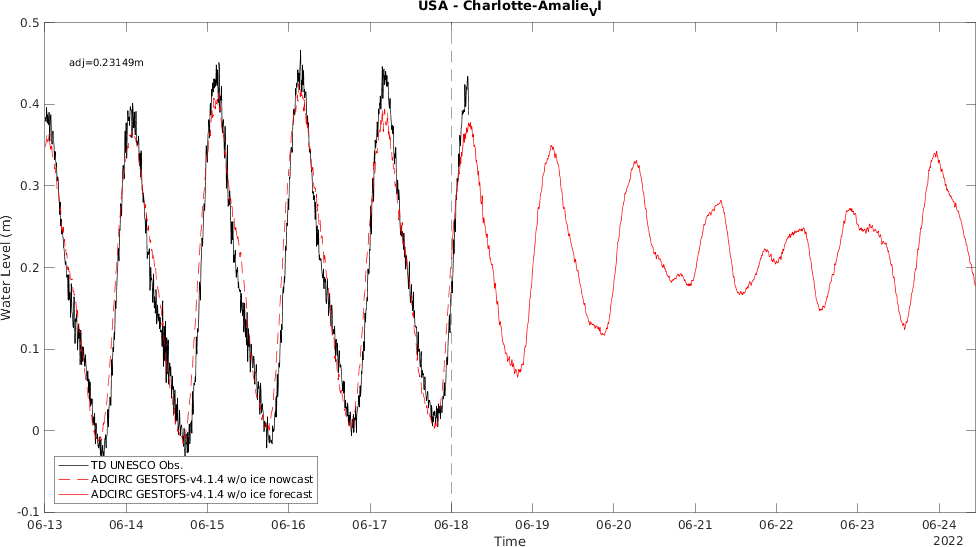 USA - Charlotte-AmalieVI
0.5
adj=0.23149m
0.4
0.3
Water Level (m)
0.2
0.1
0
TD UNESCO Obs.
ADCIRC GESTOFS-v4.1.4 w/o ice nowcast
ADCIRC GESTOFS-v4.1.4 w/o ice forecast
-0.1
06-13 06-14 06-15 06-16 06-17 06-18 06-19 06-20 06-21 06-22 06-23 06-24
Time 2022